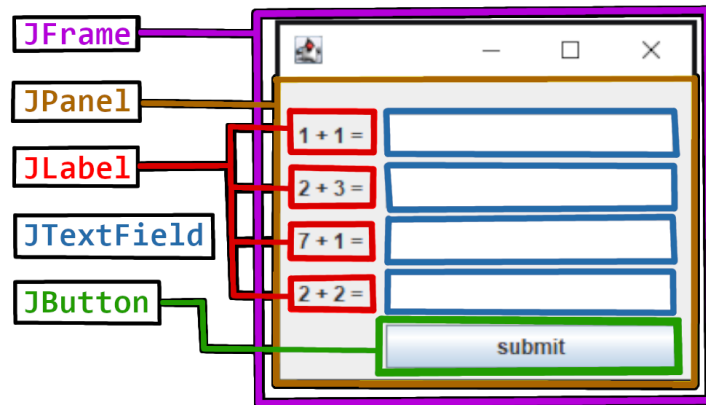 JFrame
JPanel
JLabel
JTextField
JButton
1 + 1 =
2 + 3 =
7 + 1 =
2 + 2 =
submit